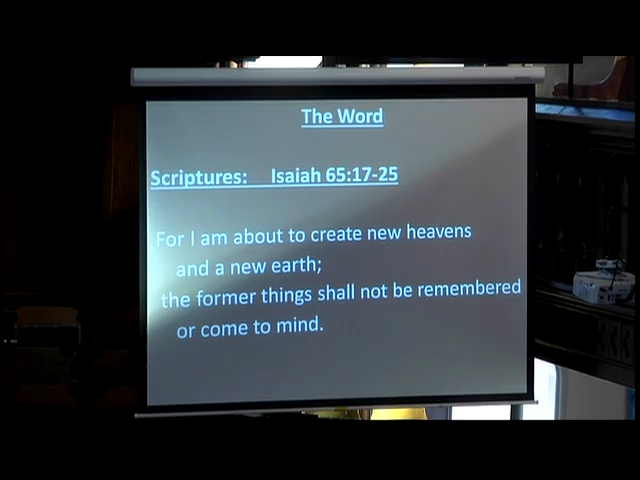 The Word
Scriptures: Isaiah 65:17-25
For I am about to create new heavens
and a new earth;
the former things shall not be remembered
or come to mind.